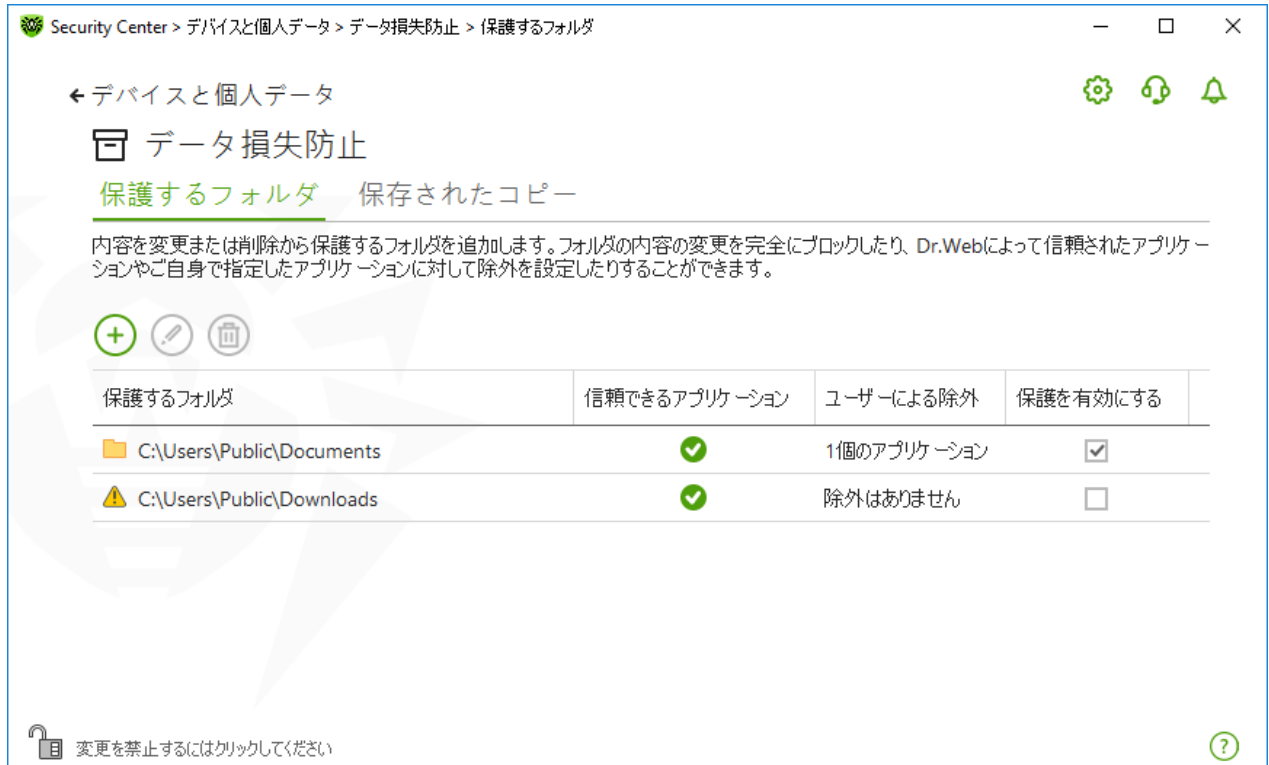 Security Center > デバイスと個人データ > データ損失防止 > 保護するフォルダ
デバイスと個人データ
データ損失防止
保護するフォルダ 保存されたコピー
内容を変更または削除から保護するフォルダを追加します。フォルダの内容の変更を完全にブロックしたり、Dr.Webによって信頼されたアプリケー
ションやご自身で指定したアプリケーションに対して除外を設定したりすることができます。
保護するフォルダ 信頼できるアプリケーション ユーザーによる除外 保護を有効にする
C:\Users\Public\Documents 1個のアプリケーション
C:\Users\Public\Downloads 除外はありません
変更を禁止するにはクリックしてください